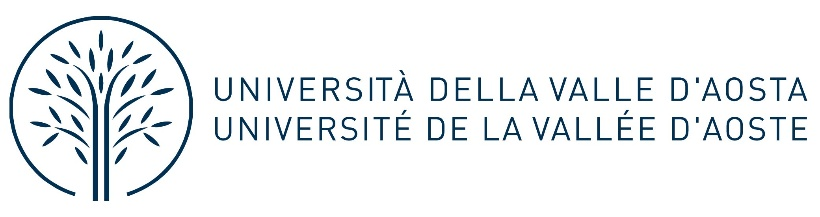 UNIVERSITÀ DELLA VALLE D'AOSTA
UNIVERSITÉ DE LA VALLÉE D'AOSTE